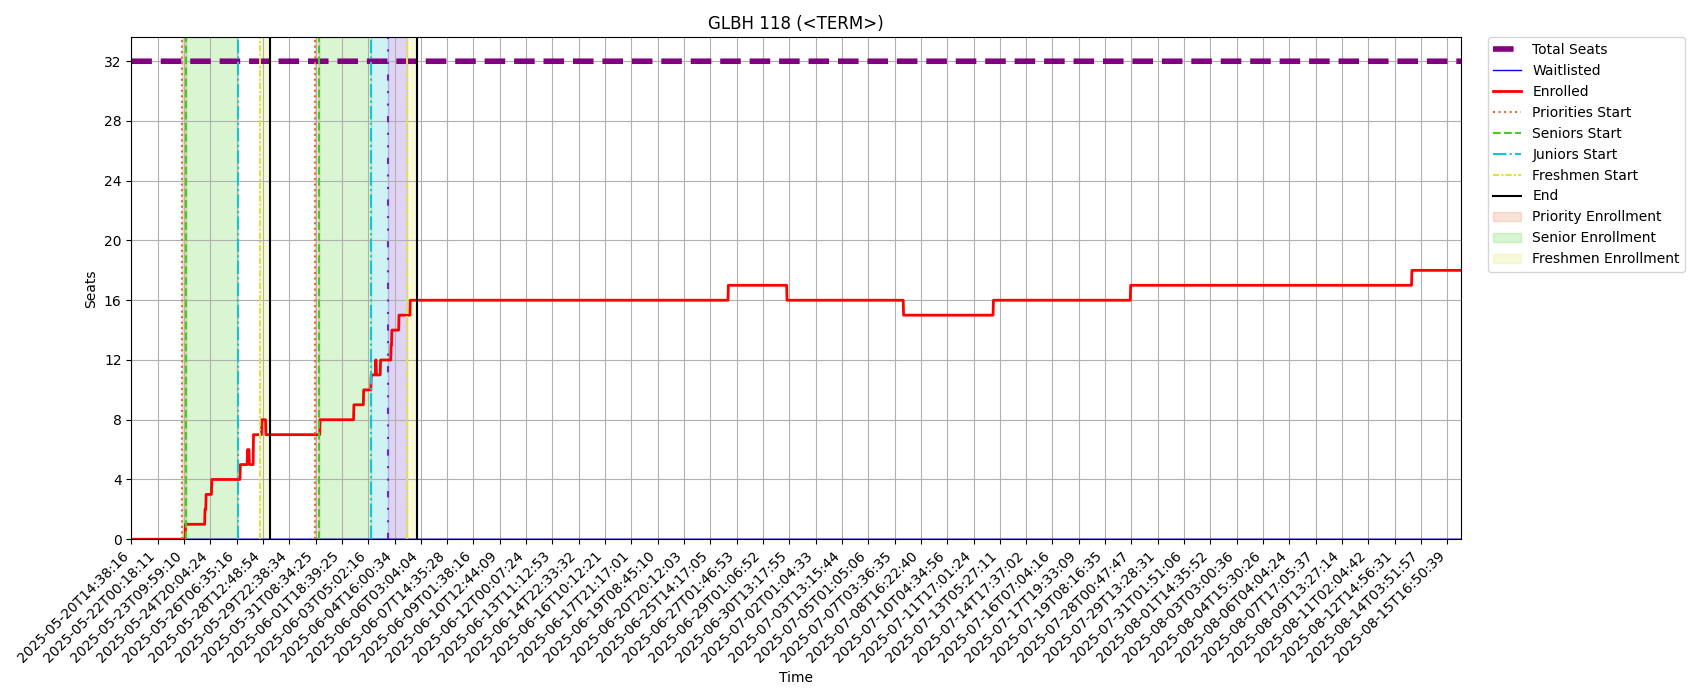 GLBH 118 (<TERM>)
Total Seats
Waitlisted
Enrolled
Priorities Start
Seniors Start
Juniors Start
Freshmen Start
End
Priority Enrollment
Senior Enrollment
Freshmen Enrollment
Seats
32
28
24
20
16
12
8
4
0
2025-05-20T14:38:16
2025-05-22T00:18:11
2025-05-23T09:59:10
2025-05-24T20:04:24
2025-05-26T06:35:16
2025-05-28T12:48:54
2025-05-29T22:38:34
2025-05-31T08:34:25
2025-06-01T18:39:25
2025-06-03T05:02:16
2025-06-04T16:00:34
2025-06-06T03:04:04
2025-06-07T14:35:28
2025-06-09T01:38:16
2025-06-10T12:44:09
2025-06-12T00:07:24
2025-06-13T11:12:53
2025-06-14T22:33:32
2025-06-16T10:12:21
2025-06-17T21:17:01
2025-06-19T08:45:10
2025-06-20T20:12:03
2025-06-25T14:17:05
2025-06-27T01:46:53
2025-06-29T01:06:52
2025-06-30T13:17:55
2025-07-02T01:04:33
2025-07-03T13:15:44
2025-07-05T01:05:06
2025-07-07T03:36:35
2025-07-08T16:22:40
2025-07-10T04:34:56
2025-07-11T17:01:24
2025-07-13T05:27:11
2025-07-14T17:37:02
2025-07-16T07:04:16
2025-07-17T19:33:09
2025-07-19T08:16:35
2025-07-28T00:47:47
2025-07-29T13:28:31
2025-07-31T01:51:06
2025-08-01T14:35:52
2025-08-03T03:00:36
2025-08-04T15:30:26
2025-08-06T04:04:24
2025-08-07T17:05:37
2025-08-09T13:27:14
2025-08-11T02:04:42
2025-08-12T14:56:31
2025-08-14T03:51:57
2025-08-15T16:50:39
Time